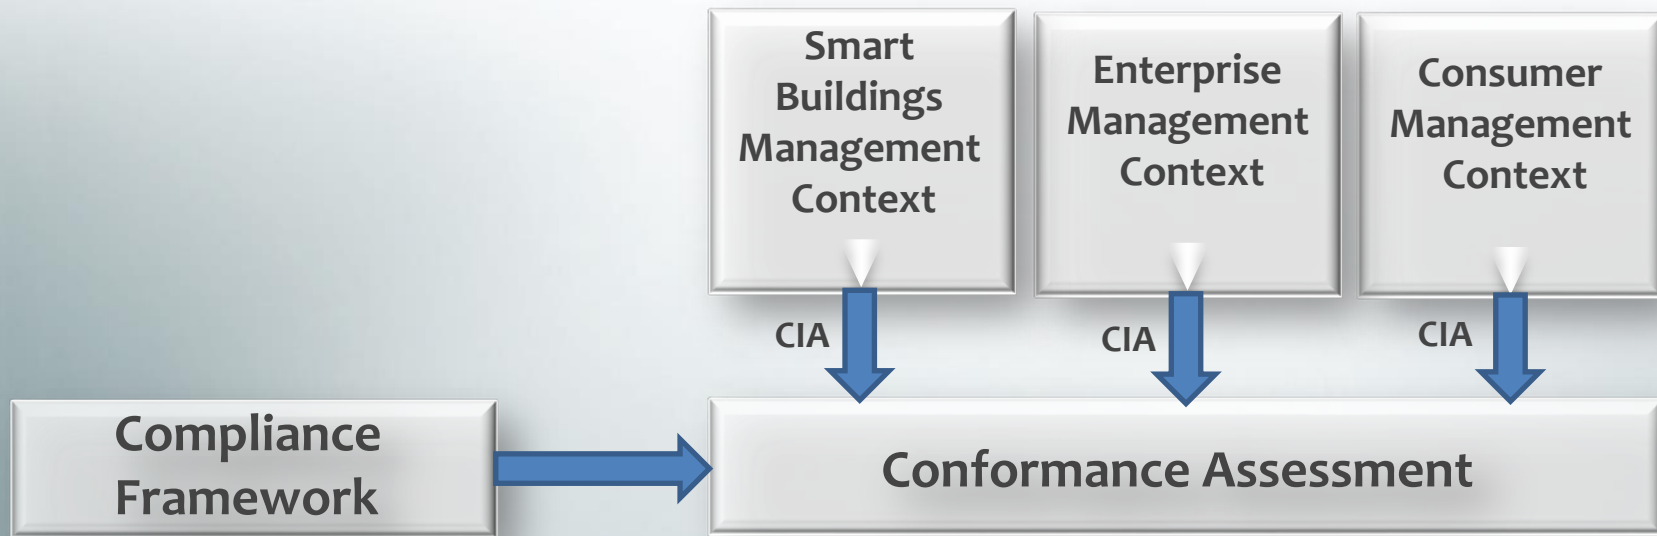 Smart
Buildings
Management
Context
Enterprise
Management
Context
Consumer
Management
Context
CIA
CIA
CIA
Compliance
Framework
Conformance Assessment